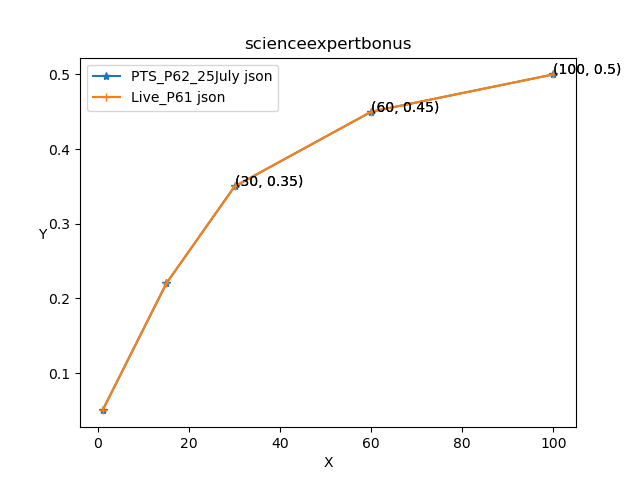 scienceexpertbonus
PTS_P62_25July json
Live_P61 json
(100, 0.5)
(60, 0.45)
(30, 0.35)
0.5
0.4
0.3
0.2
0.1
Y
0 20 40 60 80 100
X